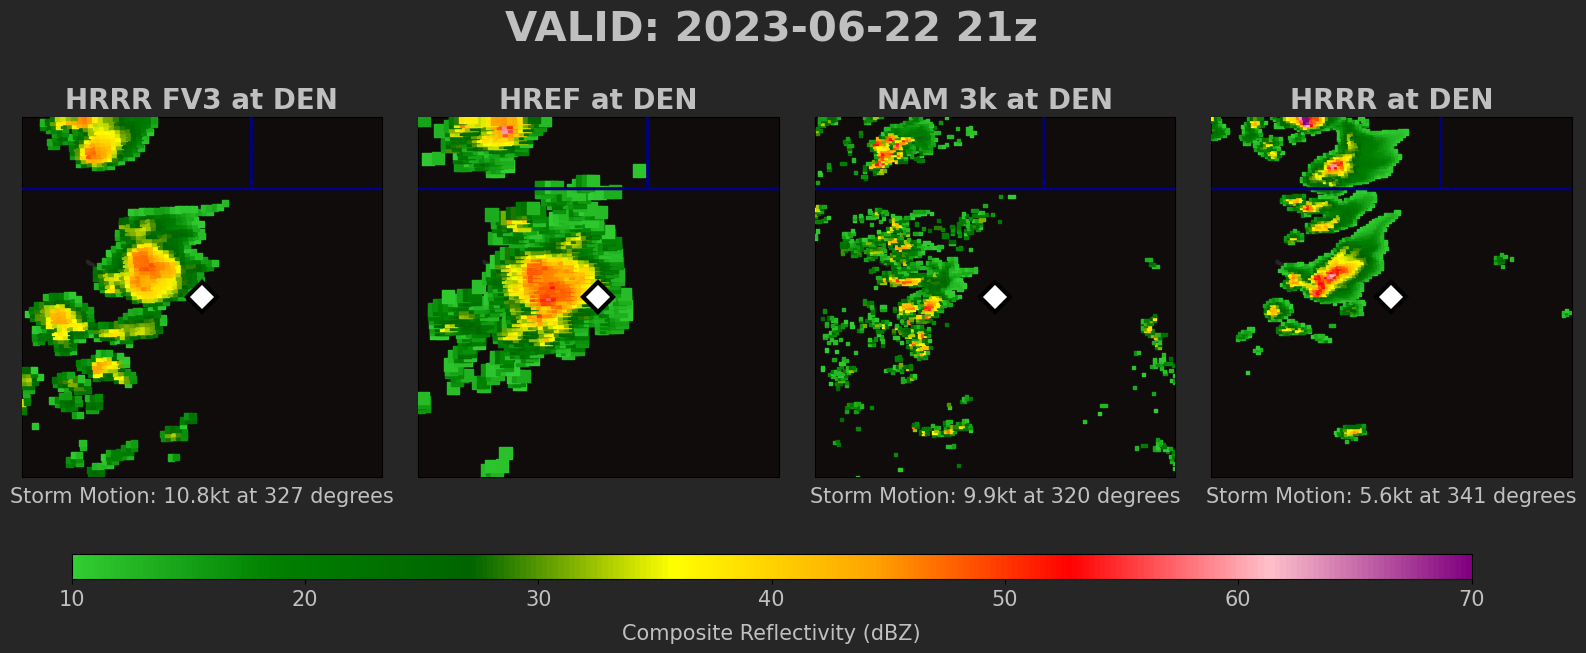 VALID: 2023-06-22 21z
HRRR FV3 at DEN
HREF at DEN
NAM 3k at DEN
HRRR at DEN
Storm Motion: 10.8kt at 327 degrees
Storm Motion: 9.9kt at 320 degrees
Storm Motion: 5.6kt at 341 degrees
10 20 30 40 50 60 70
Composite Reflectivity (dBZ)